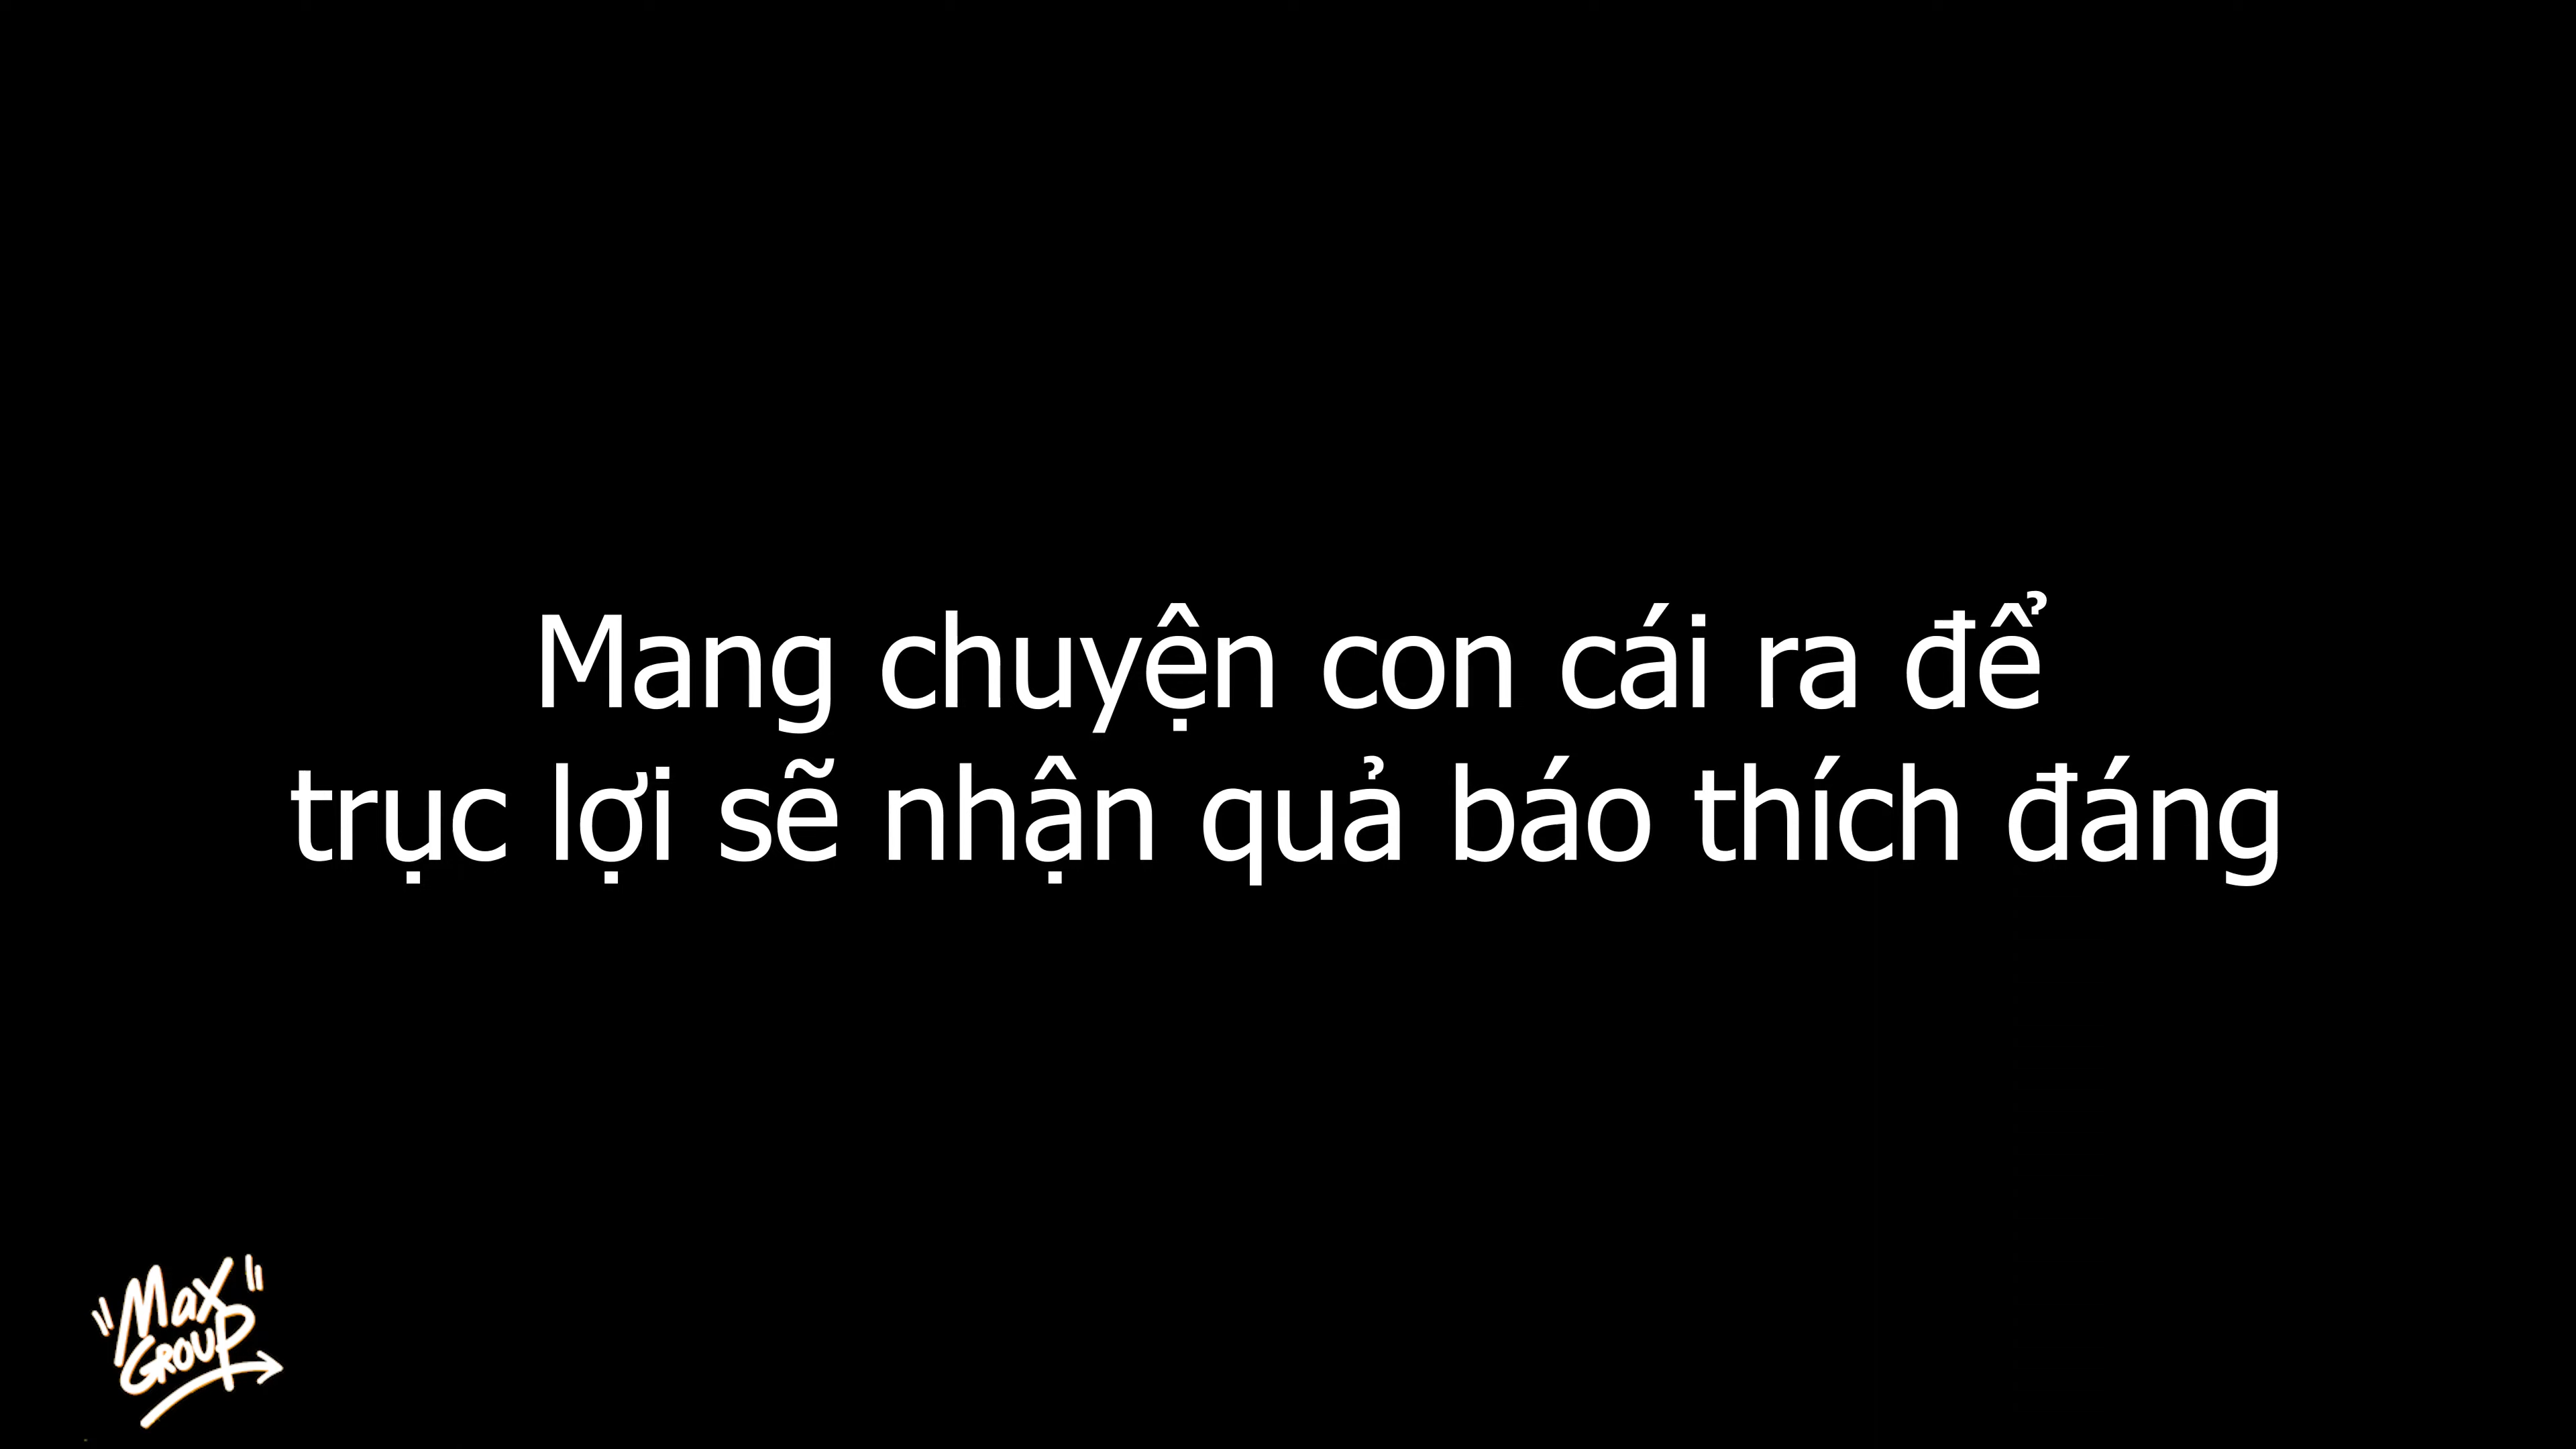 Mang chuyện con cái ra để
trục lợi sẽ nhận quả báo thích đáng
"Max"
GROUP